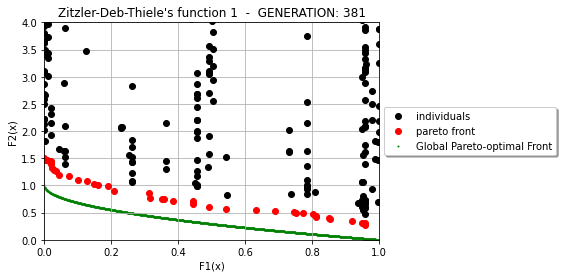 Zitzler-Deb-Thiele's function 1 - GENERATION: 381
4.0
3.5
3.0
2.5
2.0
1.5
1.0
0.5
0.0
F2(x)
0.0 0.2 0.4 0.6 0.8 1.0
F1(x)
individuals
pareto front
Global Pareto-optimal Front